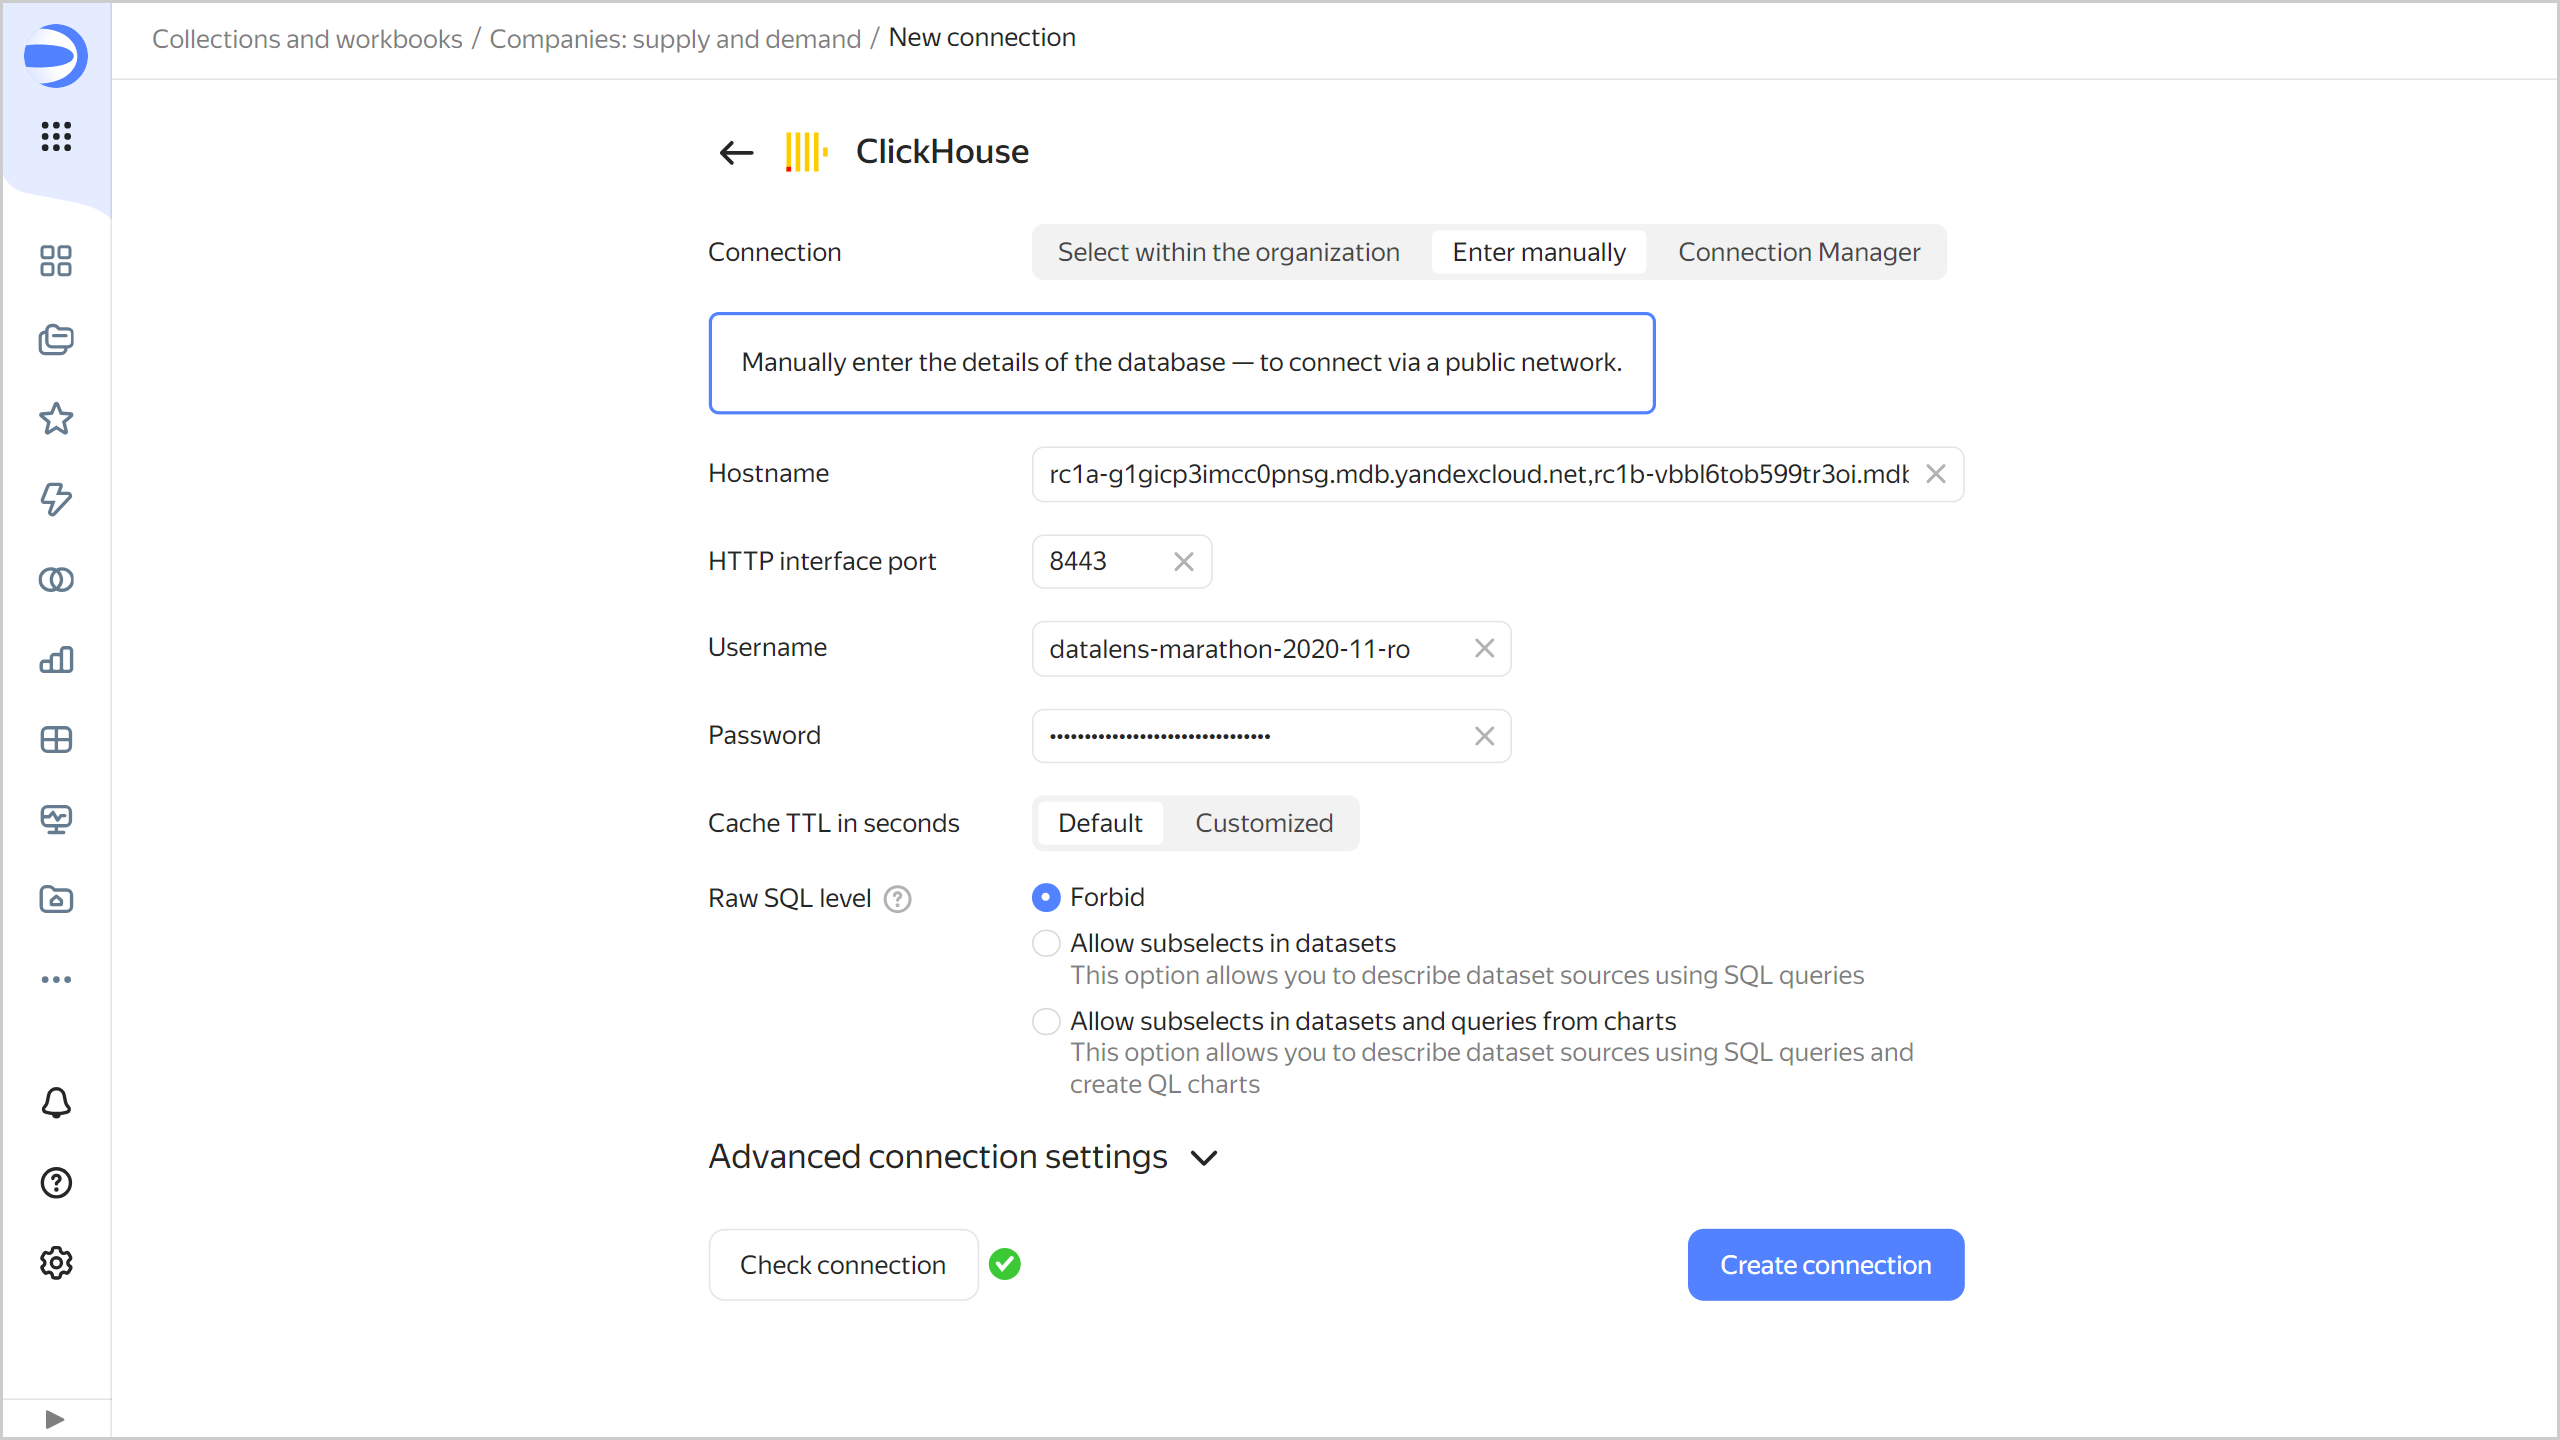 Collections and workbooks / Companies: supply and demand / New connection
ClickHouse
Connection
Select within the organization
Enter manually
Connection Manager
Manually enter the details of the database — to connect via a public network.
Hostname
rc1a-g1gicp3imcc0pnsg.mdb.yandexcloud.net,rc1b-vbbl6tob599tr3oi.mdb
HTTP interface port
8443
Username
datalens-marathon-2020-11-ro
Password
••••••••••••••••••••••••••••••••
Cache TTL in seconds
Default
Customized
Raw SQL level
Forbid
Allow subselects in datasets
This option allows you to describe dataset sources using SQL queries
Allow subselects in datasets and queries from charts
This option allows you to describe dataset sources using SQL queries and
create QL charts
Advanced connection settings
Check connection
Create connection